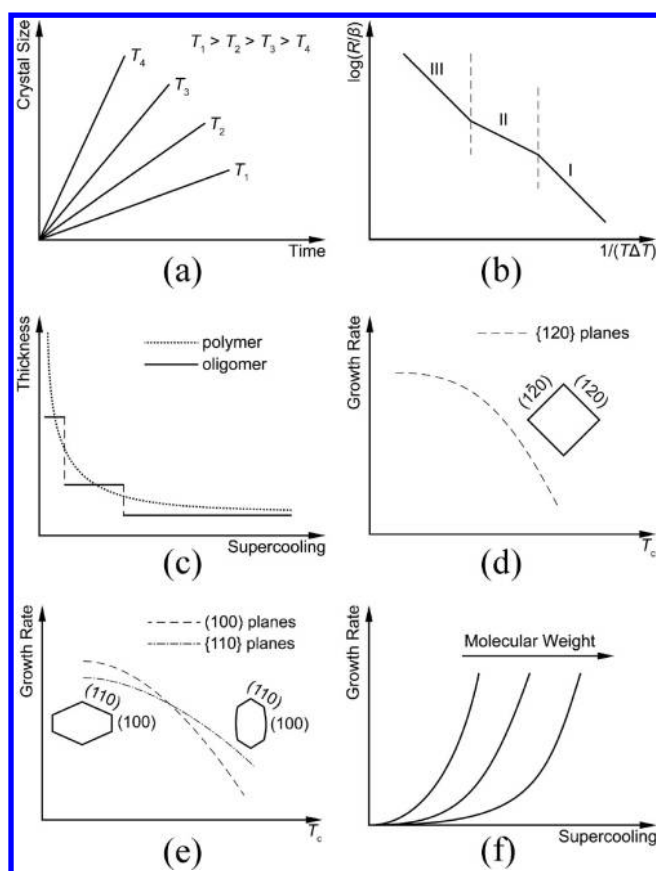 Crystal Size
T1 > T2 > T3 > T4
T4
T3
T2
T1
Time
(a)
log(R/β)
III
II
I
1/(TΔT)
(b)
Thickness
polymer
oligomer
Supercooling
(c)
Growth Rate
{120} planes
(12̄0)
(120)
Tc
(d)
Growth Rate
(100) planes
{110} planes
(110)
(100)
(110)
(100)
Tc
(e)
Growth Rate
Molecular Weight
Supercooling
(f)